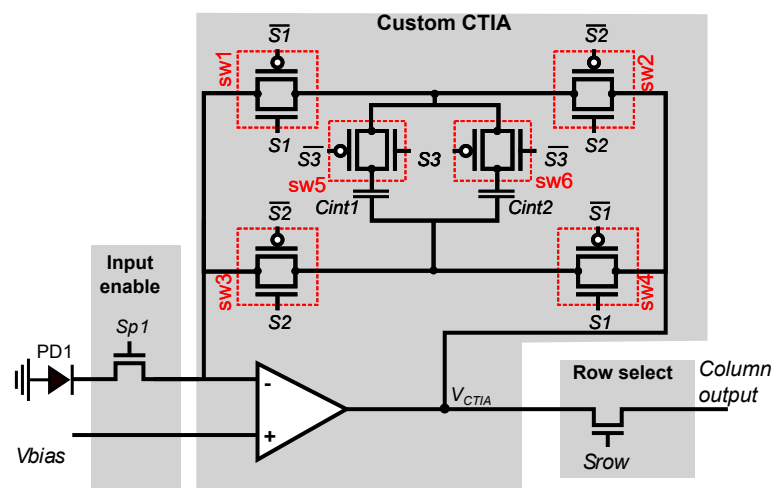 Custom CTIA
S1
S2
sw1
sw2
S1
S2
S3
S3
S3
S3
sw5
sw6
Cint1
Cint2
S2
S1
sw3
sw4
S2
S1
Input
enable
Sp1
PD1
-
+
Vbias
VCTIA
Row select
Srow
Column
output